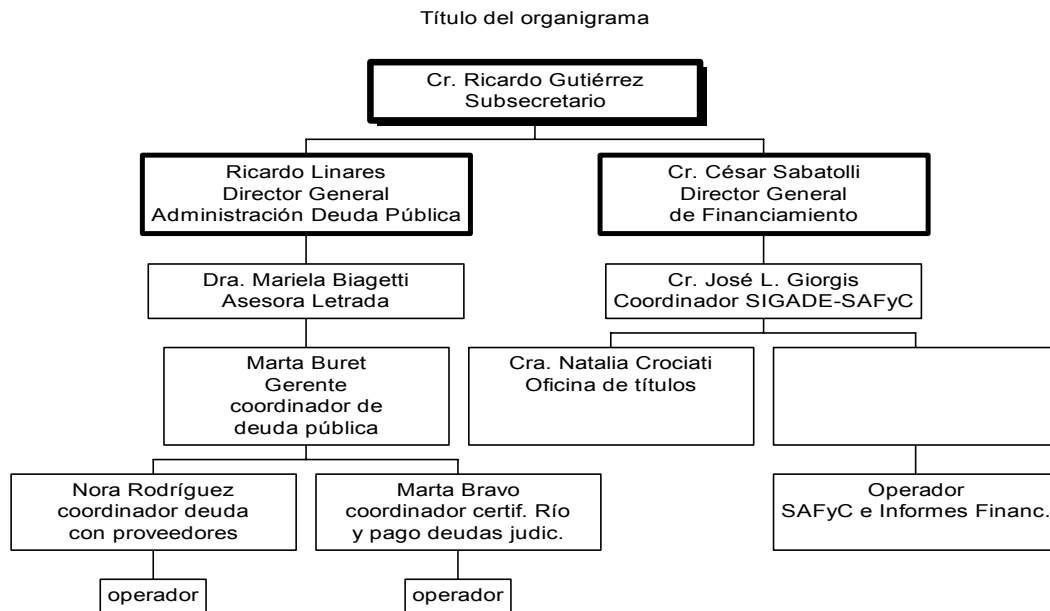 Título del organigrama
Cr. Ricardo Gutiérrez
Subsecretario
Ricardo Linares
Director General
Administración Deuda Pública
Cr. César Sabatolli
Director General
de Financiamiento
Dra. Mariela Biagetti
Asesora Letrada
Cr. José L. Giorgis
Coordinador SIGADE-SAFyC
Marta Buret
Gerente
coordinador de
deuda pública
Cra. Natalia Crociati
Oficina de títulos
Nora Rodríguez
coordinador deuda
con proveedores
Marta Bravo
coordinador certif. Río
y pago deudas judic.
Operador
SAFyC e Informes Financ.
operador
operador